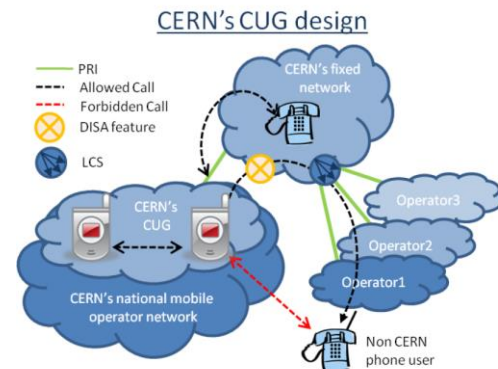 CERN's CUG design
PRI
Allowed Call
Forbidden Call
DISA feature
LCS
CERN's fixed
network
CERN's
CUG
CERN's national mobile
operator network
Operator3
Operator2
Operator1
Non CERN
phone user